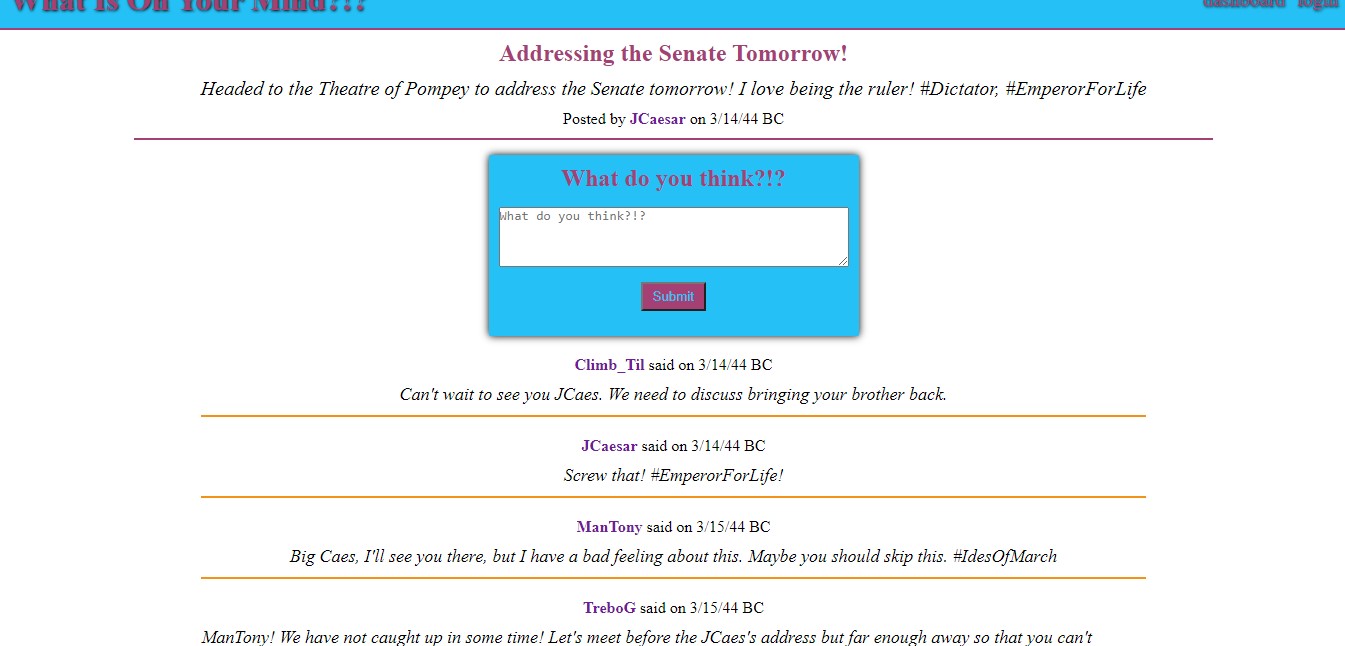 What Is On Your Mind?!?
dashboard login
Addressing the Senate Tomorrow!
Headed to the Theatre of Pompey to address the Senate tomorrow! I love being the ruler! #Dictator, #EmperorForLife
Posted by JCaesar on 3/14/44 BC
What do you think?!?
What do you think?!?
Submit
Climb_Til said on 3/14/44 BC
Can't wait to see you JCaes. We need to discuss bringing your brother back.
JCaesar said on 3/14/44 BC
Screw that! #EmperorForLife!
ManTony said on 3/15/44 BC
Big Caes, I'll see you there, but I have a bad feeling about this. Maybe you should skip this. #IdesOfMarch
TreboG said on 3/15/44 BC
ManTony! We have not caught up in some time! Let's meet before the JCaes's address but far enough away so that you can't